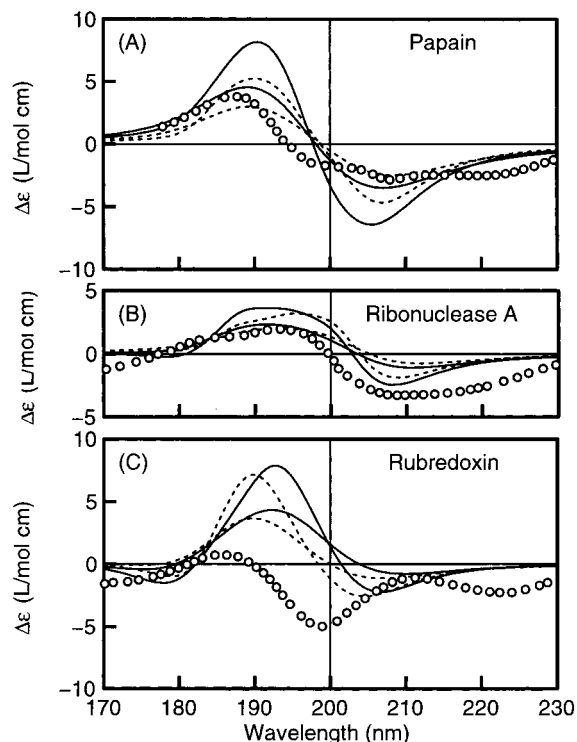 10
(A)
Papain
5
0
−5
−10
Δε (L/mol cm)
5
(B)
Ribonuclease A
0
−5
Δε (L/mol cm)
10
(C)
Rubredoxin
5
0
−5
−10
Δε (L/mol cm)
170 180 190 200 210 220 230
Wavelength (nm)